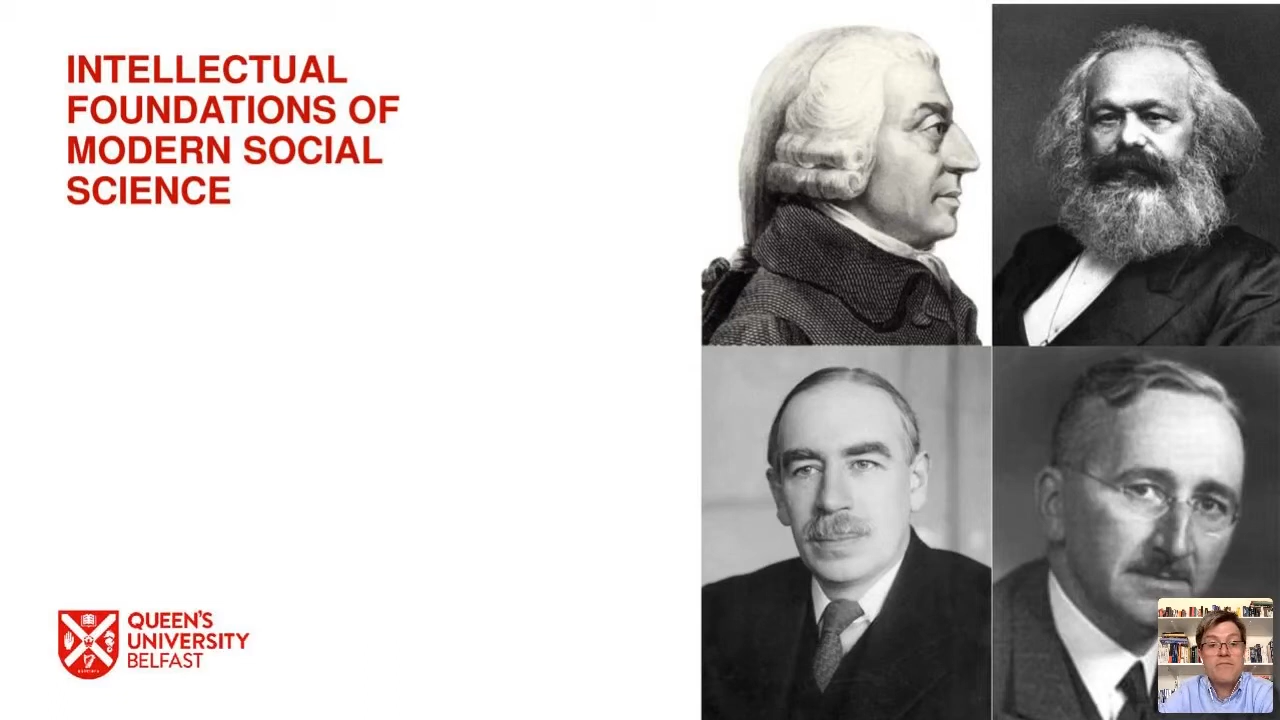 INTELLECTUAL
FOUNDATIONS OF
MODERN SOCIAL
SCIENCE
QUEEN'S
UNIVERSITY
BELFAST